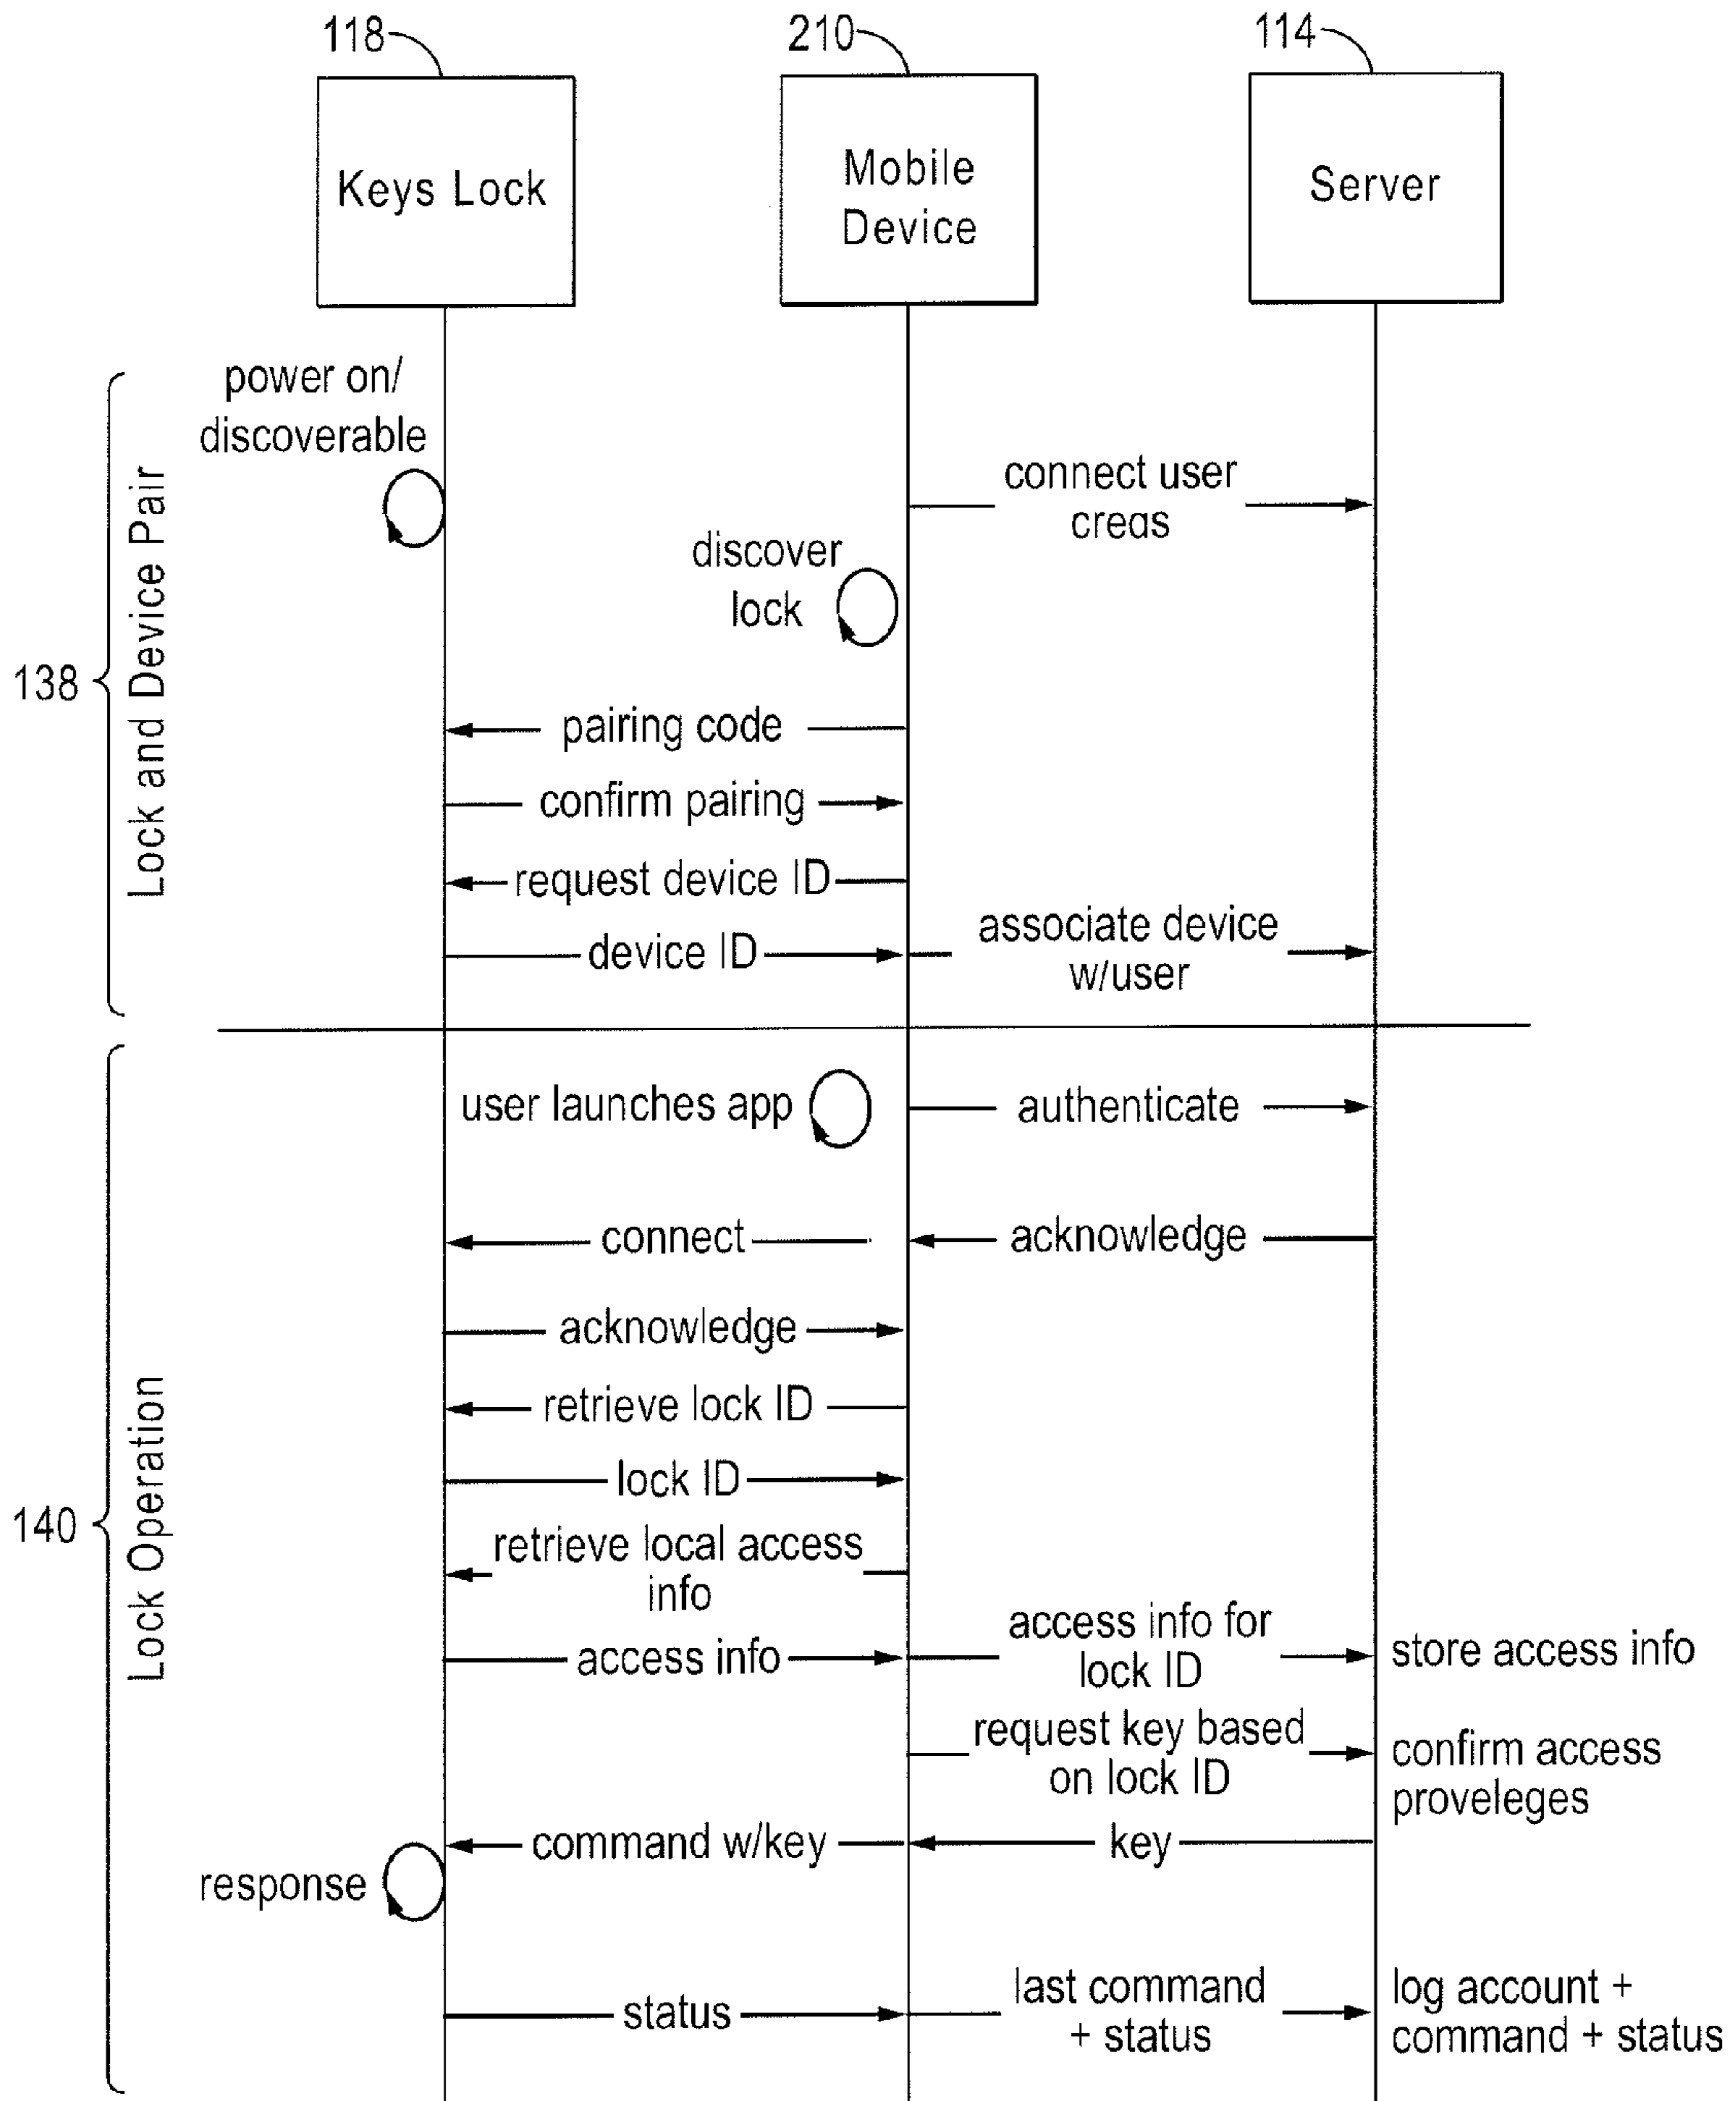 118
210
114
Keys Lock
Mobile
Device
Server
138
Lock and Device Pair
power on/
discoverable
connect user
creds
discover
lock
pairing code
confirm pairing
request device ID
device ID
associate device
w/user
140
Lock Operation
user launches app
authenticate
connect
acknowledge
acknowledge
retrieve lock ID
lock ID
retrieve local access
info
access info
access info for
lock ID
store access info
request key based
on lock ID
confirm access
proveleges
command w/key
key
response
status
last command
+ status
log account +
command + status